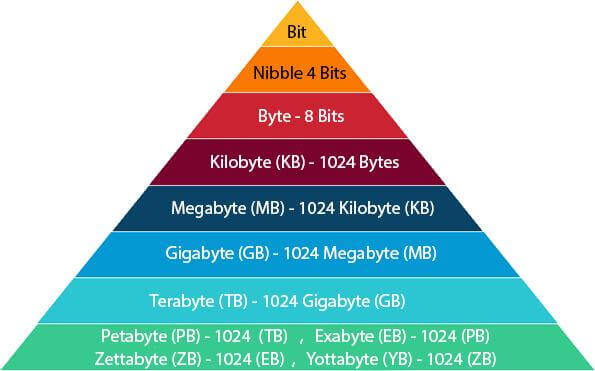 Bit
Nibble 4 Bits
Byte - 8 Bits
Kilobyte (KB) - 1024 Bytes
Megabyte (MB) - 1024 Kilobyte (KB)
Gigabyte (GB) - 1024 Megabyte (MB)
Terabyte (TB) - 1024 Gigabyte (GB)
Petabyte (PB) - 1024 (TB) , Exabyte (EB) - 1024 (PB)
Zettabyte (ZB) - 1024 (EB) , Yottabyte (YB) - 1024 (ZB)